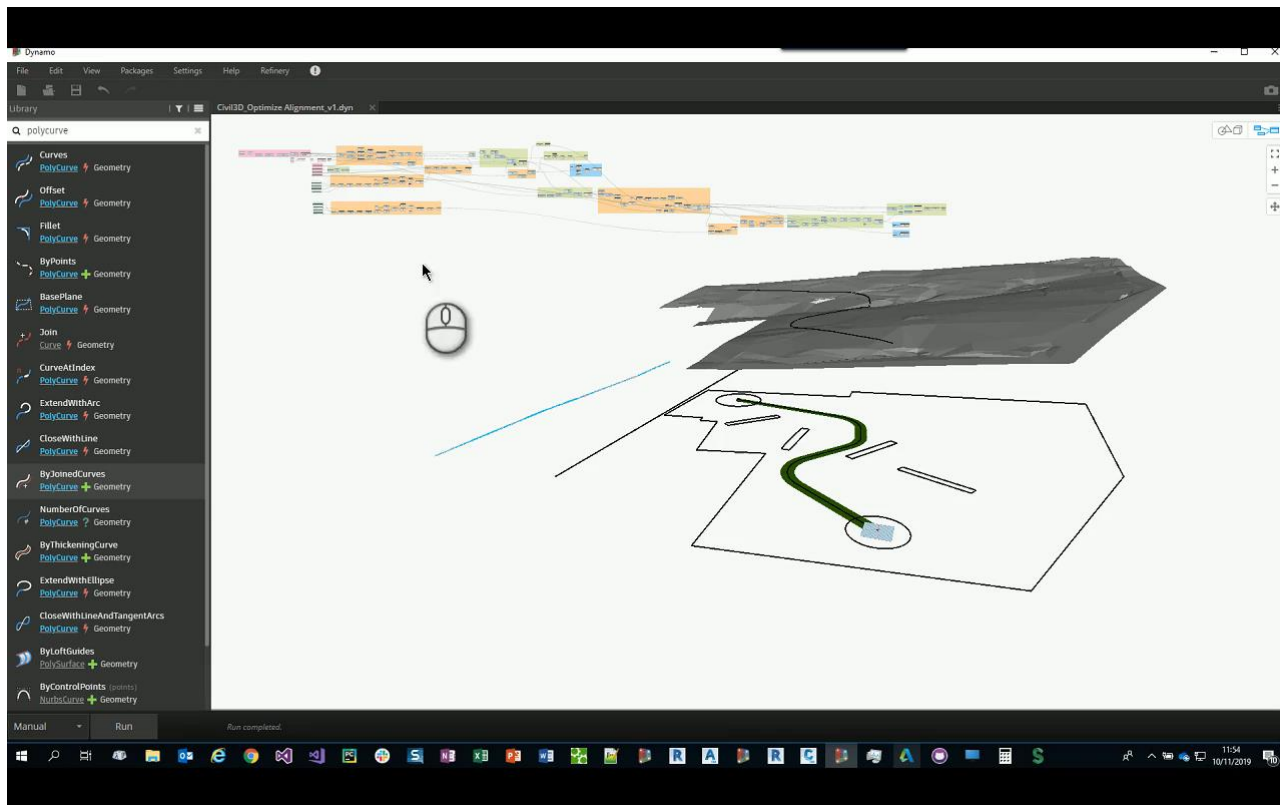 Dynamo
File Edit View Packages Settings Help Refinery
Library
Civil3D_Optimize Alignment_v1.dyn
polycurve
Curves
PolyCurve Geometry
Offset
PolyCurve Geometry
Fillet
PolyCurve Geometry
ByPoints
PolyCurve Geometry
BasePlane
PolyCurve Geometry
Join
Curve Geometry
CurveAtIndex
PolyCurve Geometry
ExtendWithArc
PolyCurve Geometry
CloseWithLine
PolyCurve Geometry
ByJoinedCurves
PolyCurve Geometry
NumberOfCurves
PolyCurve ? Geometry
ByThickeningCurve
PolyCurve Geometry
ExtendWithEllipse
PolyCurve Geometry
CloseWithLineAndTangentArcs
PolyCurve Geometry
ByLoftGuides
PolySurface Geometry
ByControlPoints (points)
NurbsCurve Geometry
Manual Run Run completed.
11:54
10/11/2019